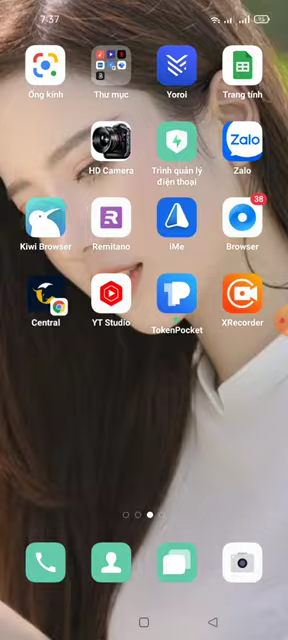 7:37
Ống kính
Thư mục
Yoroi
Trang tính
HD Camera
Trình quản lý
điện thoại
Zalo
Zalo
38
Kiwi Browser
Remitano
iMe
Browser
Central
YT Studio
TokenPocket
XRecorder